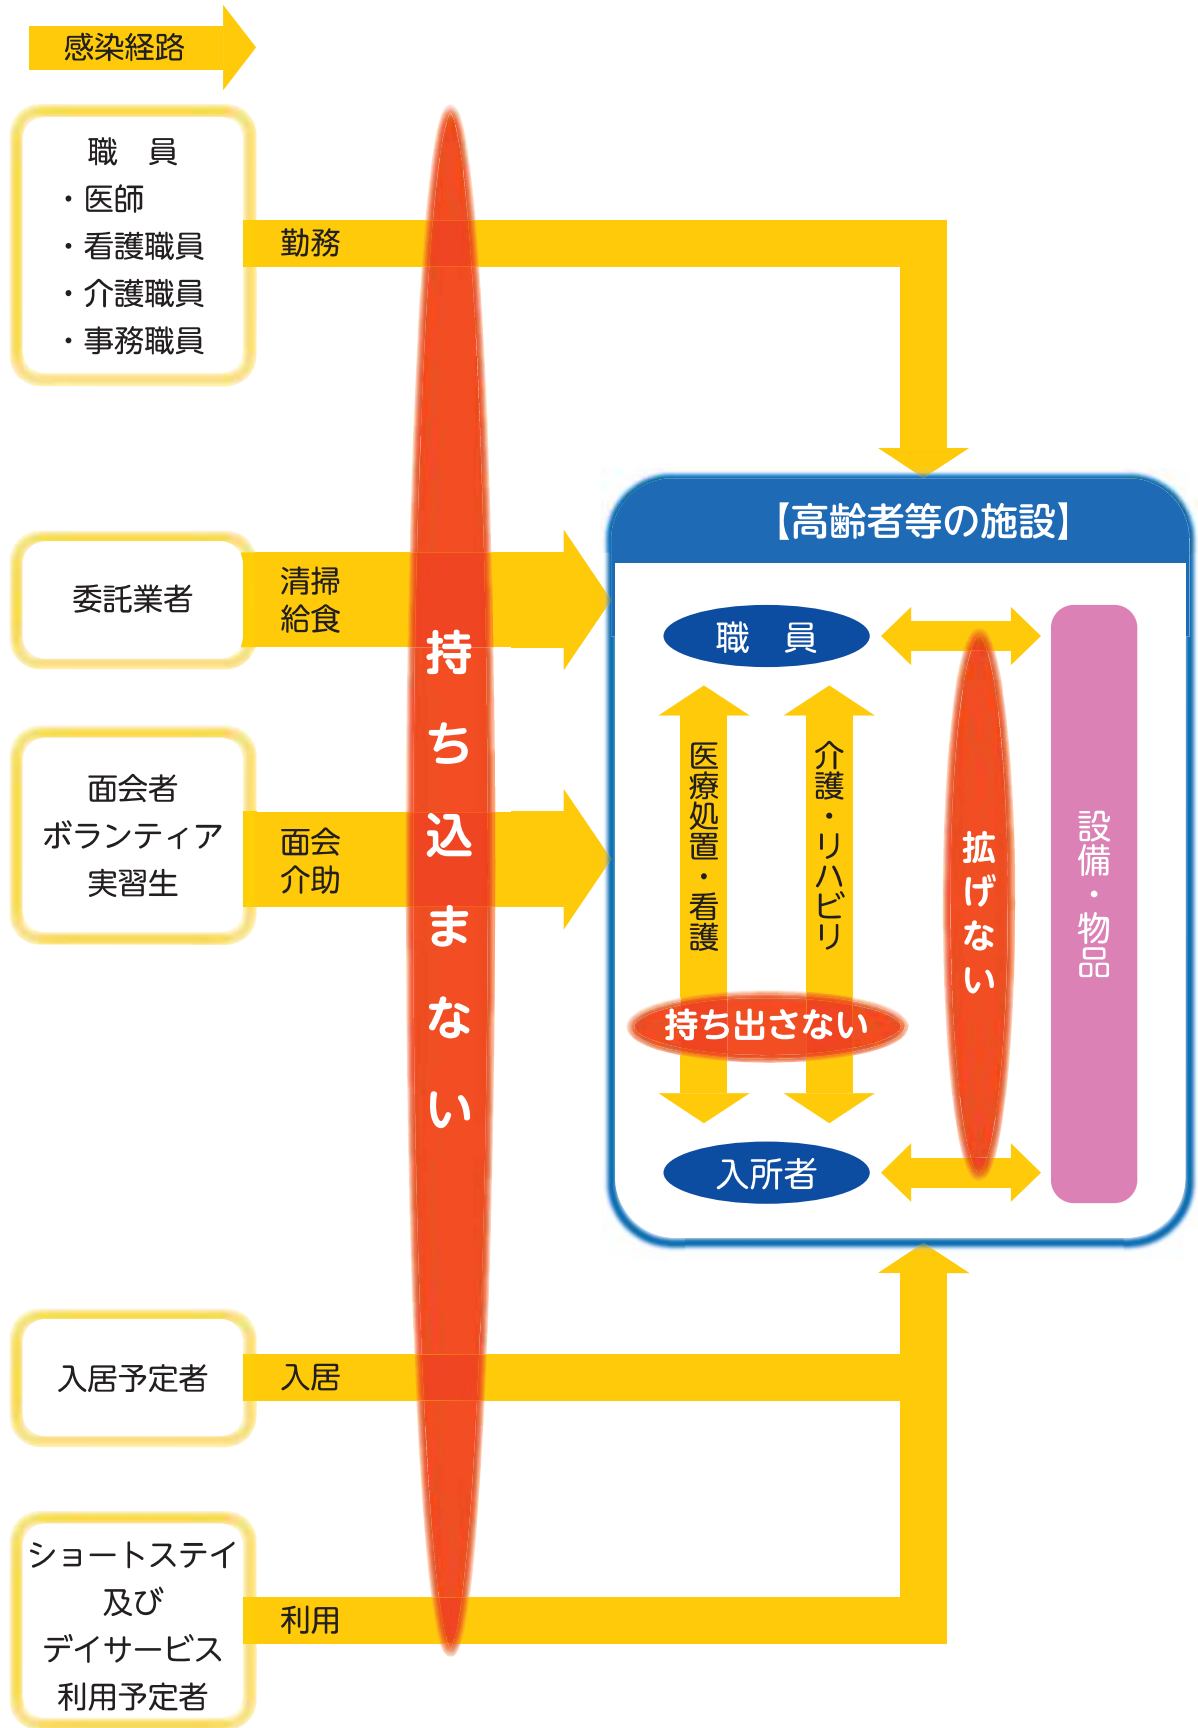 感染経路
職　員
・医師
・看護職員
・介護職員
・事務職員
勤務
委託業者
清掃
給食
面会者
ボランティア
実習生
面会
介助
入居予定者
入居
ショートステイ
及び
デイサービス
利用予定者
利用
持ち込まない
【高齢者等の施設】
職　員
医療処置・看護
介護・リハビリ
持ち出さない
入所者
拡げない
設備・物品